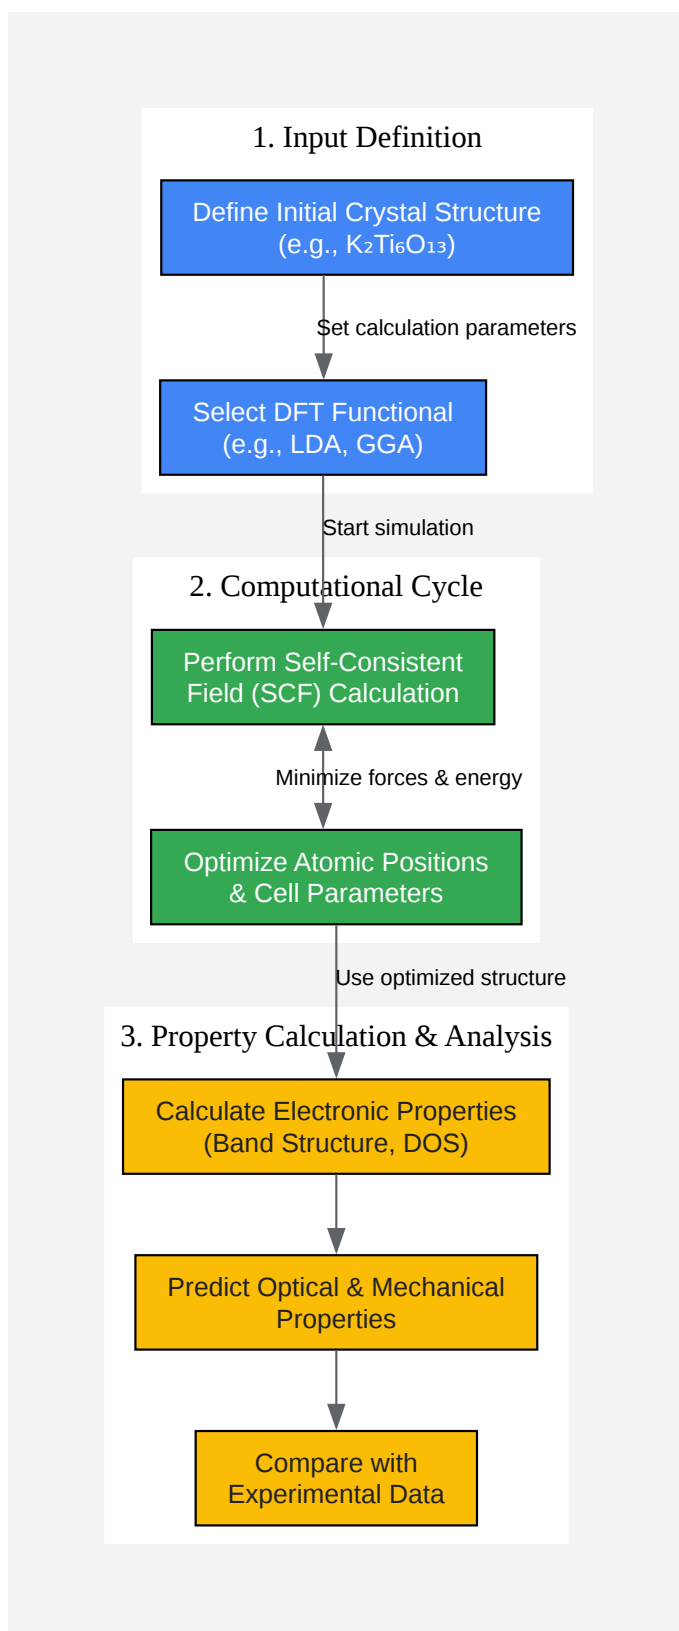 1. Input Definition
Define Initial Crystal Structure
(e.g., K₂Ti₆O₁₃)
Set calculation parameters
Select DFT Functional
(e.g., LDA, GGA)
Start simulation
2. Computational Cycle
Perform Self-Consistent
Field (SCF) Calculation
Minimize forces & energy
Optimize Atomic Positions
& Cell Parameters
Use optimized structure
3. Property Calculation & Analysis
Calculate Electronic Properties
(Band Structure, DOS)
Predict Optical & Mechanical
Properties
Compare with
Experimental Data